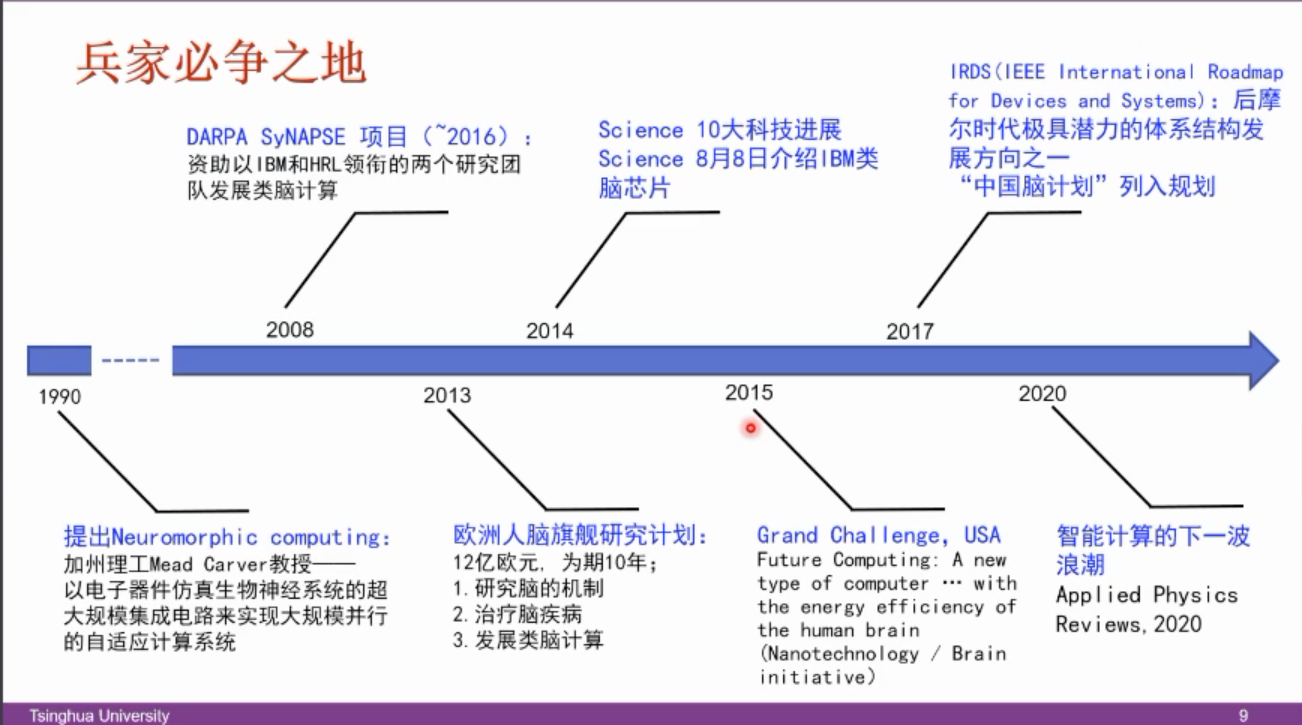 兵家必争之地
DARPA SyNAPSE 项目（~2016）：
资助以IBM和HRL领衔的两个研究团
队发展类脑计算
Science 10大科技进展
Science 8月8日介绍IBM类
脑芯片
IRDS(IEEE International Roadmap
for Devices and Systems)：后摩
尔时代极具潜力的体系结构发
展方向之一
“中国脑计划”列入规划
2008
2014
2017
1990
2013
2015
2020
提出Neuromorphic computing：
加州理工Mead Carver教授——
以电子器件仿真生物神经系统的超
大规模集成电路来实现大规模并行
的自适应计算系统
欧洲人脑旗舰研究计划：
12亿欧元，为期10年；
1. 研究脑的机制
2. 治疗脑疾病
3. 发展类脑计算
Grand Challenge, USA
Future Computing: A new
type of computer … with
the energy efficiency of
the human brain
(Nanotechnology / Brain
initiative)
智能计算的下一波
浪潮
Applied Physics
Reviews,2020
Tsinghua University
9